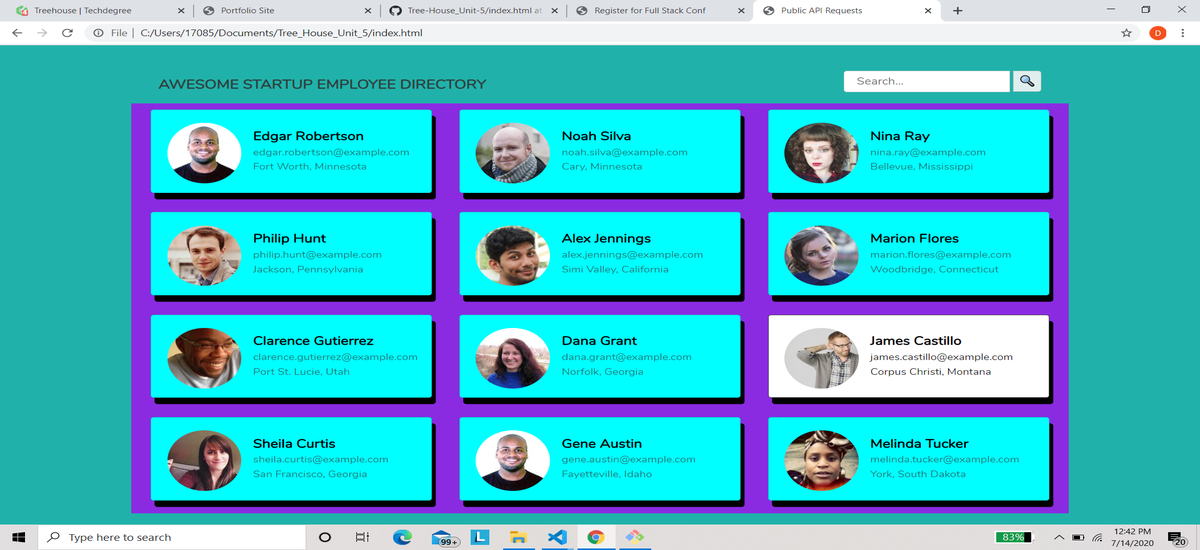 Treehouse | Techdegree
Portfolio Site
Tree-House_Unit-5/index.html at
Register for Full Stack Conf
Public API Requests
File | C:/Users/17085/Documents/Tree_House_Unit_5/index.html
D
AWESOME STARTUP EMPLOYEE DIRECTORY
Search...
Edgar Robertson
edgar.robertson@example.com
Fort Worth, Minnesota
Noah Silva
noah.silva@example.com
Cary, Minnesota
Nina Ray
nina.ray@example.com
Bellevue, Mississippi
Philip Hunt
philip.hunt@example.com
Jackson, Pennsylvania
Alex Jennings
alex.jennings@example.com
Simi Valley, California
Marion Flores
marion.flores@example.com
Woodbridge, Connecticut
Clarence Gutierrez
clarence.gutierrez@example.com
Port St. Lucie, Utah
Dana Grant
dana.grant@example.com
Norfolk, Georgia
James Castillo
james.castillo@example.com
Corpus Christi, Montana
Sheila Curtis
sheila.curtis@example.com
San Francisco, Georgia
Gene Austin
gene.austin@example.com
Fayetteville, Idaho
Melinda Tucker
melinda.tucker@example.com
York, South Dakota
Type here to search
99+
L
83%
12:42 PM
7/14/2020
20